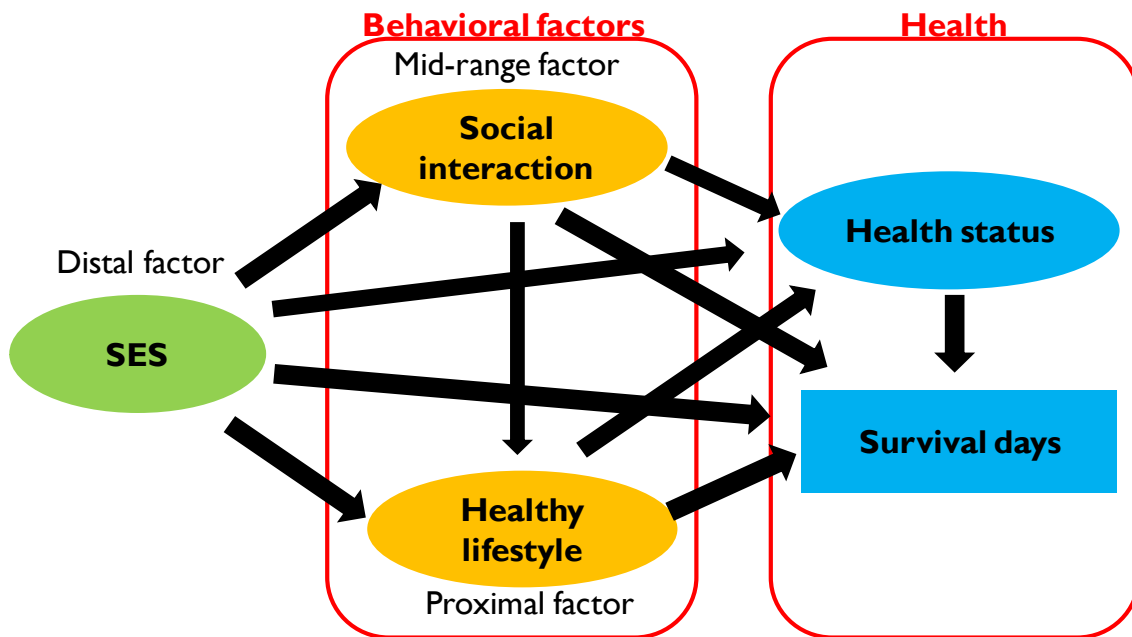 Behavioral factors
Health
Mid-range factor
Social
interaction
Health status
Distal factor
SES
Survival days
Healthy
lifestyle
Proximal factor